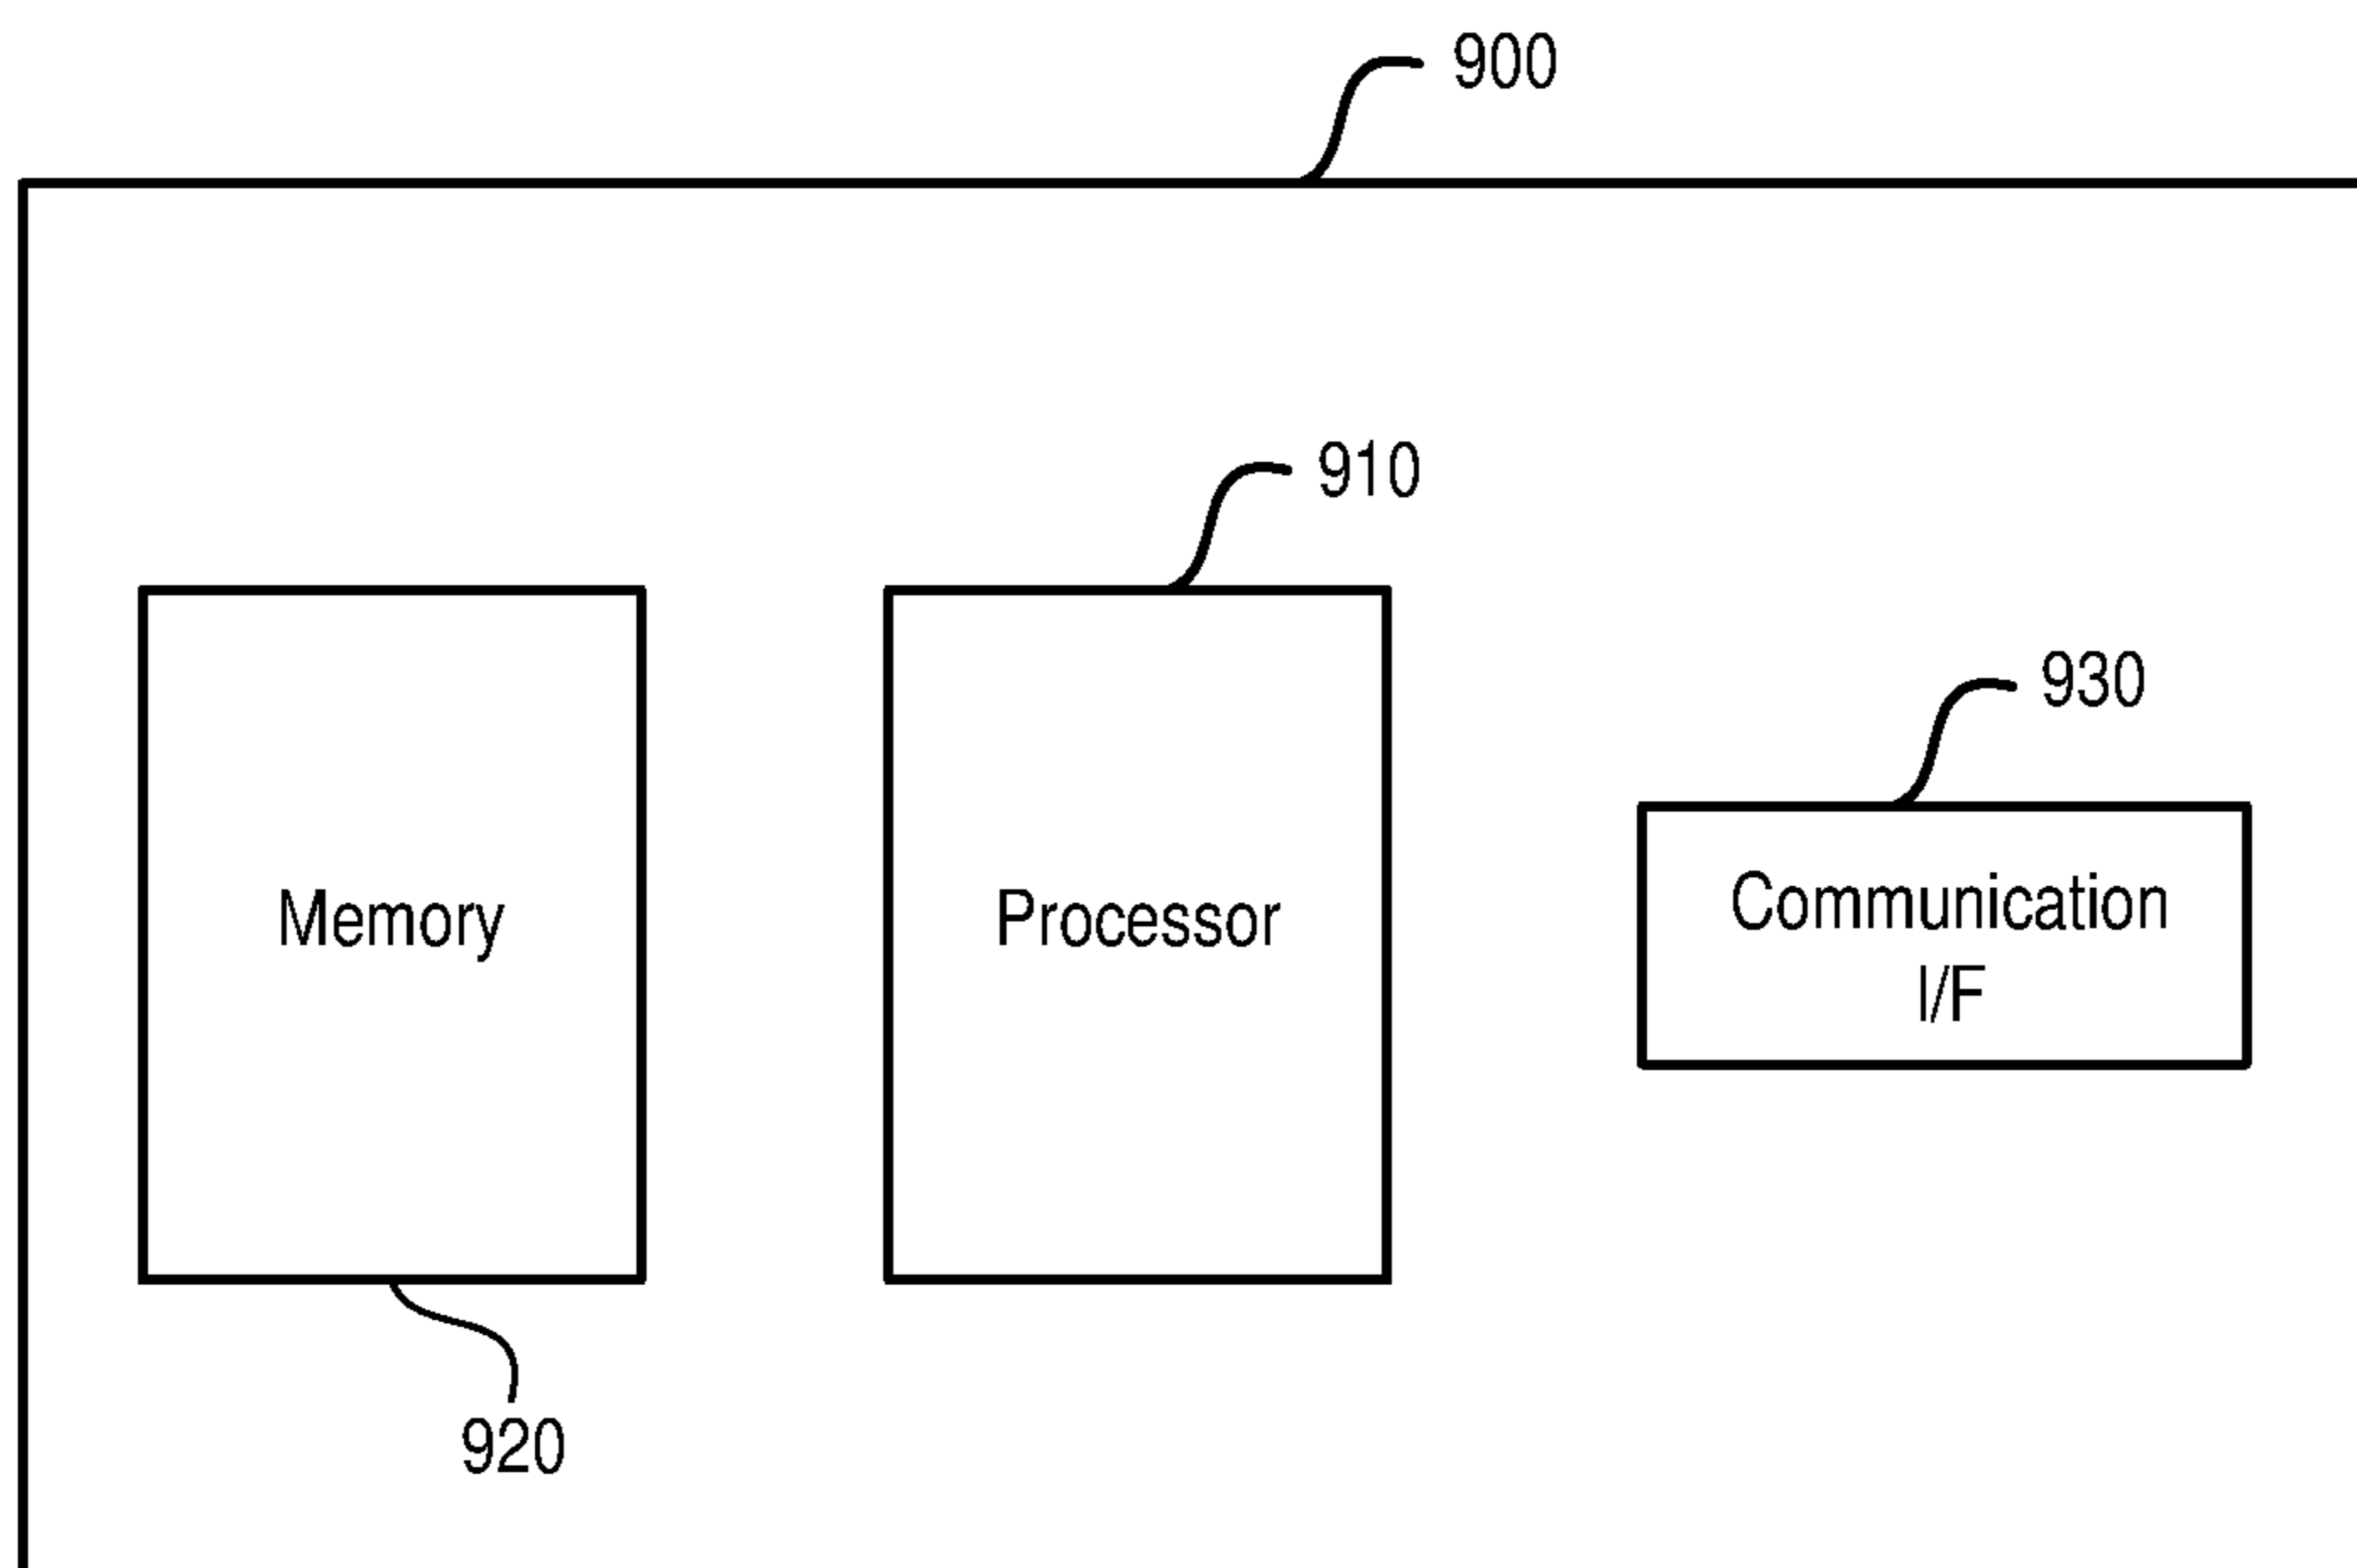 900
910
930
Memory
Processor
Communication
I/F
920